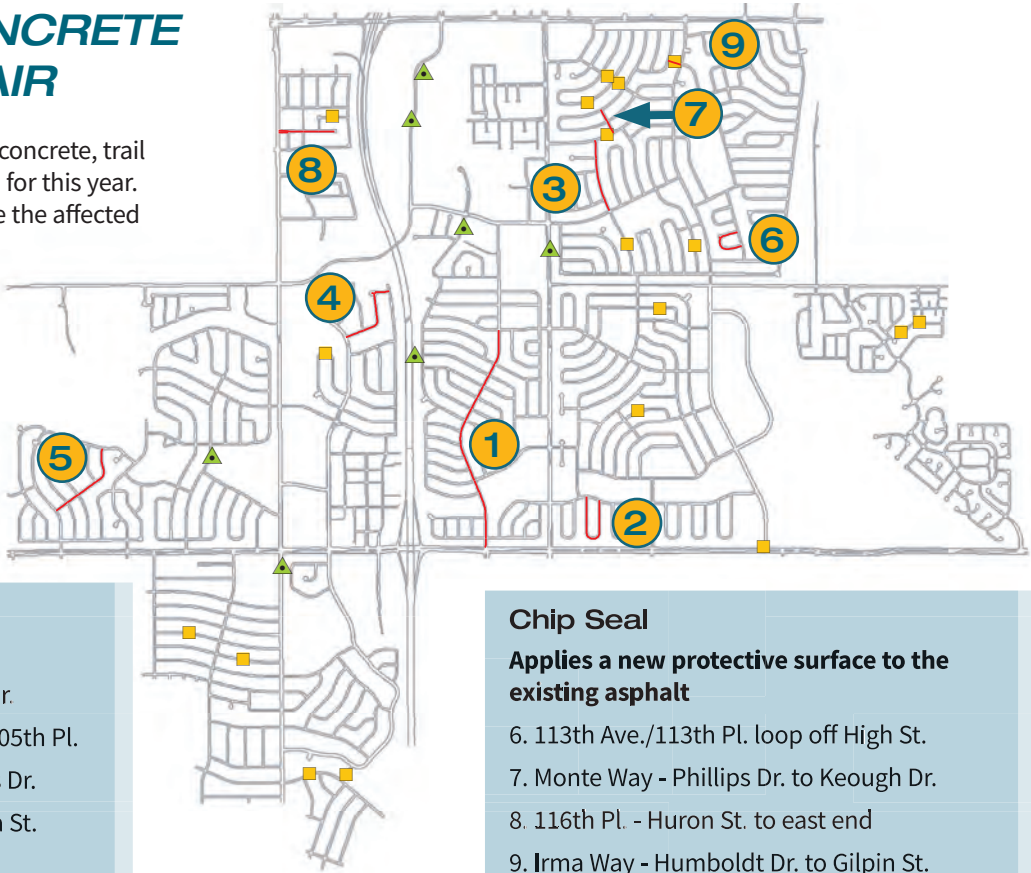 NCRETE
AIR
concrete, trail
for this year.
e the affected
9
7
8
3
6
4
5
1
2
r.
05th Pl.
Dr.
St.
Chip Seal
Applies a new protective surface to the
existing asphalt
6. 113th Ave./113th Pl. loop off High St.
7. Monte Way - Phillips Dr. to Keough Dr.
8. 116th Pl. - Huron St. to east end
9. Irma Way - Humboldt Dr. to Gilpin St.